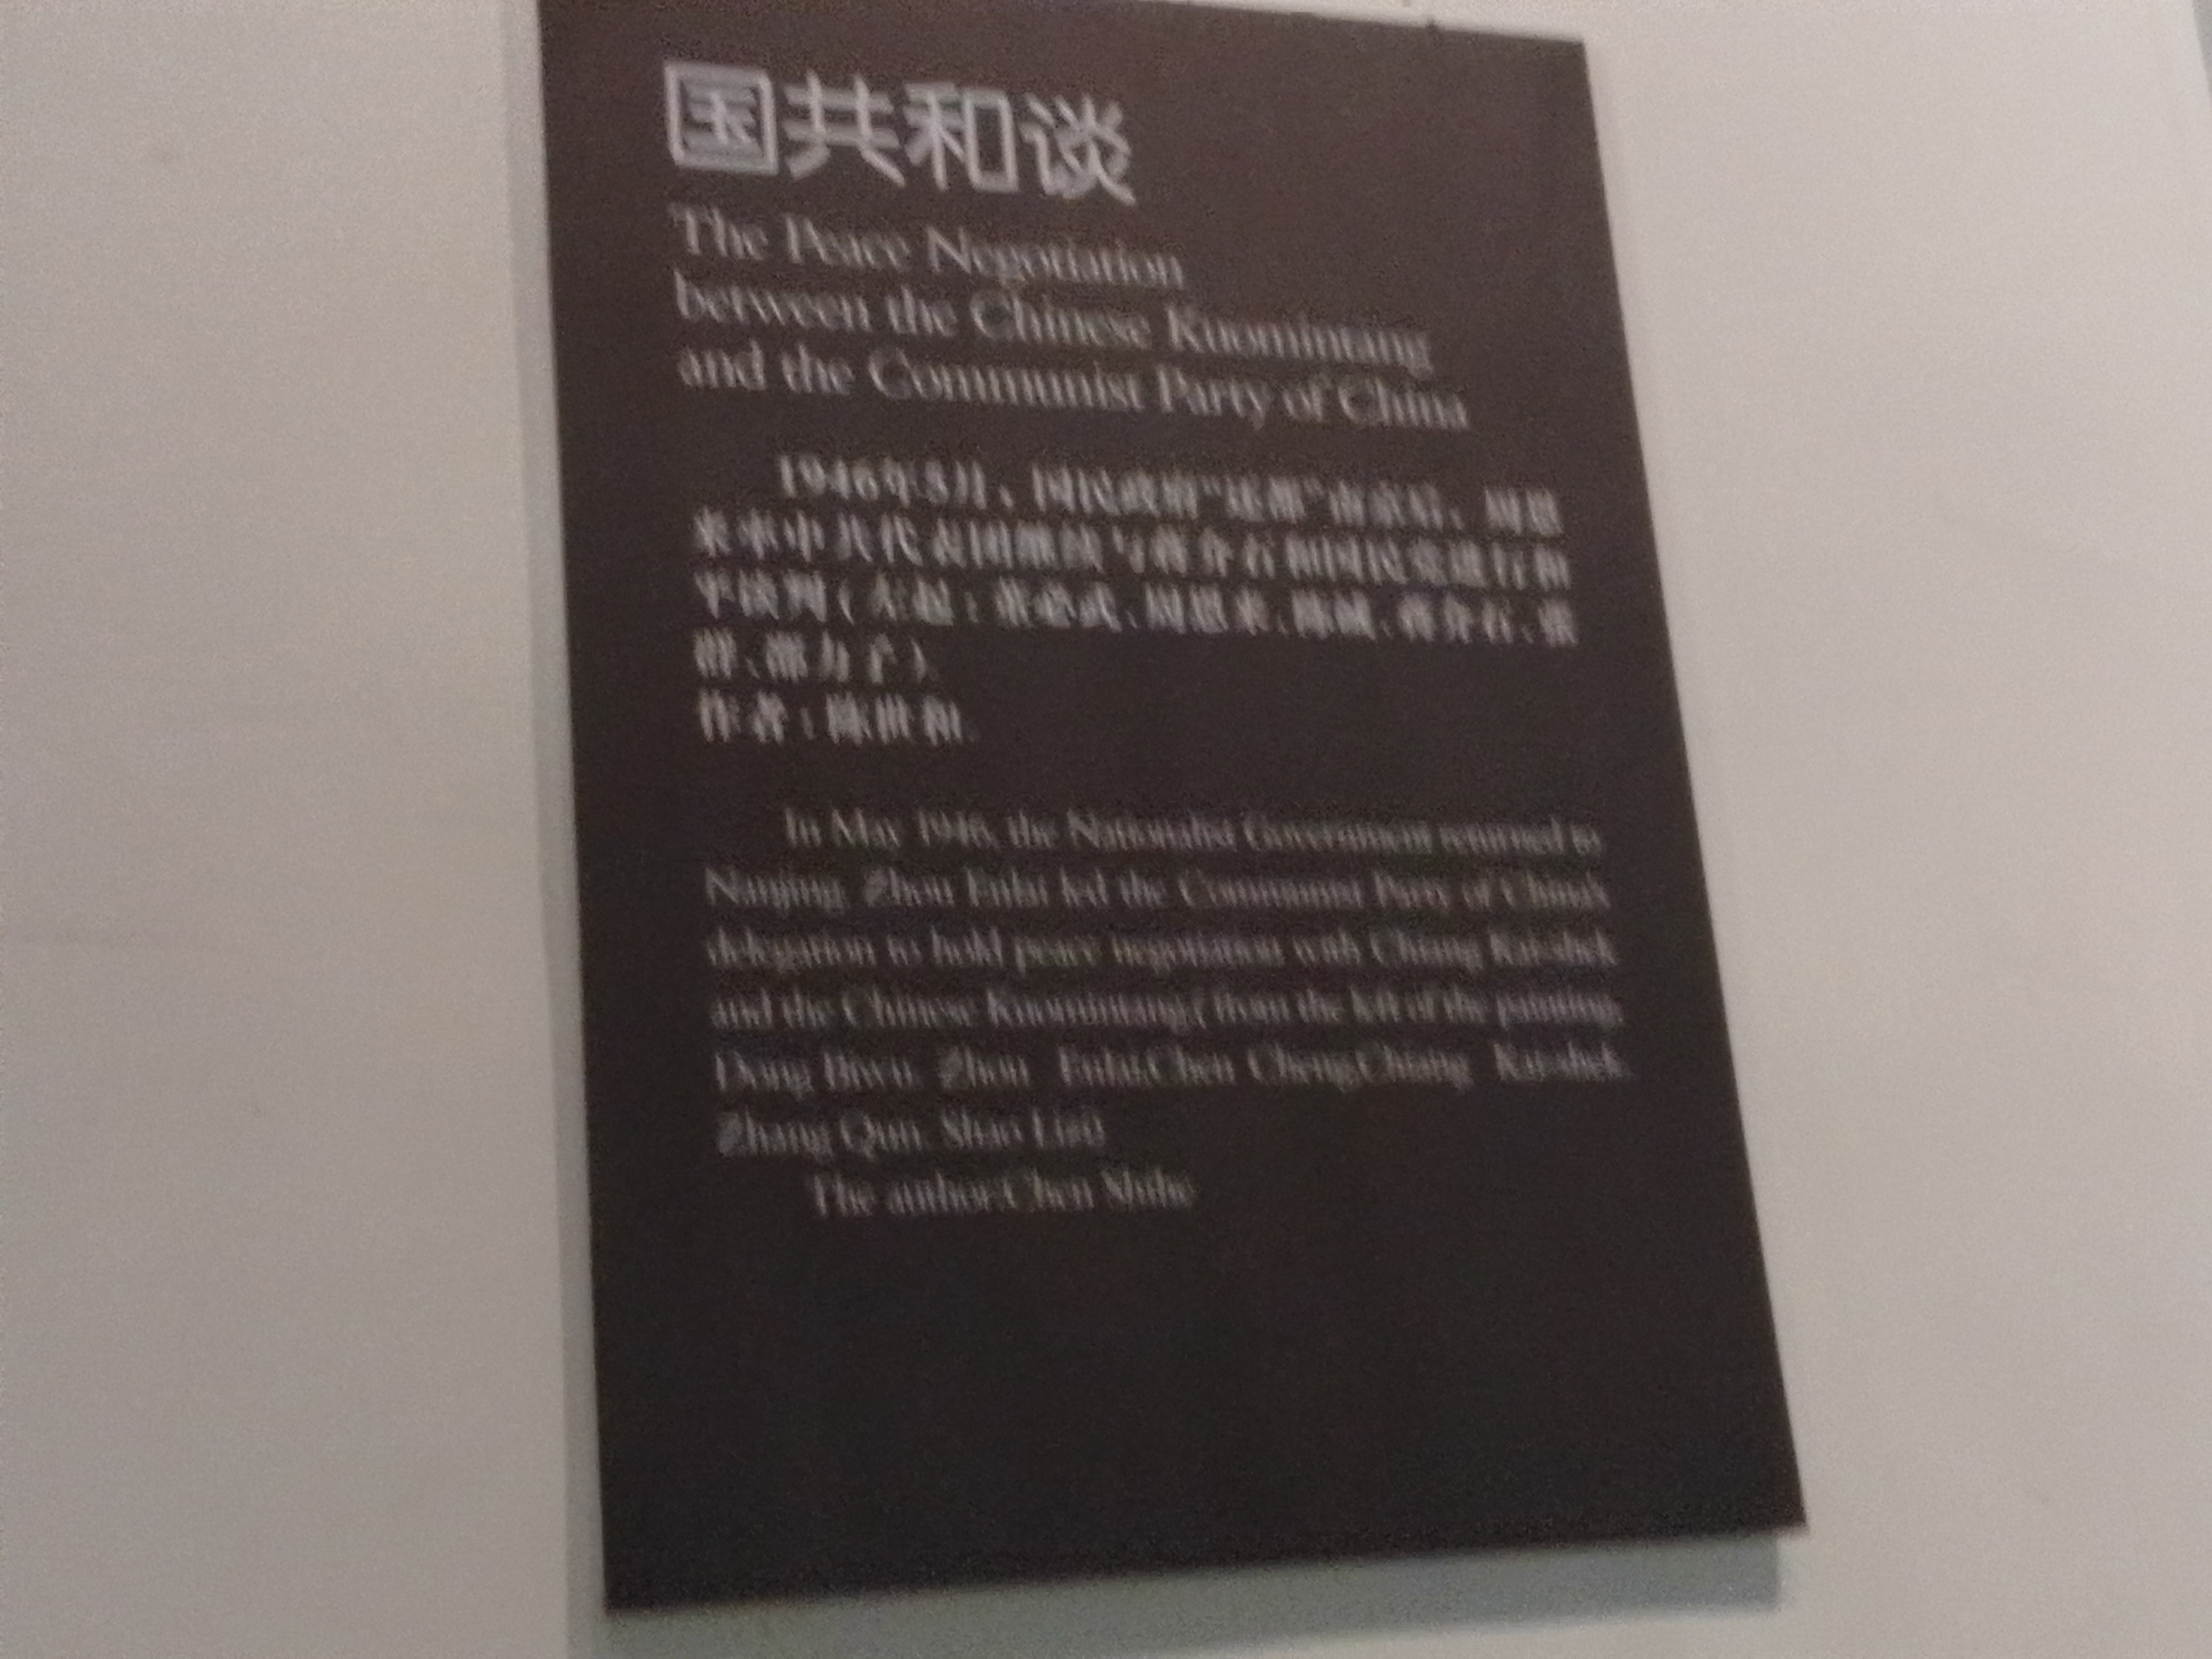 国共和谈
The Peace Negotiation
between the Chinese Kuomintang
and the Communist Party of China
1946年5月，国民政府“还都”南京后，周恩
来率中共代表团继续与蒋介石和国民党进行和
平谈判（左起：董必武、周恩来、陈诚、蒋介石、张
群、邵力子）。
作者：陈世和
In May 1946, the Nationalist Government returned to
Nanjing. Zhou Enlai led the Communist Party of China's
delegation to hold peace negotiation with Chiang Kai-shek
and the Chinese Kuomintang( from the left of the painting,
Dong Biwu, Zhou Enlai,Chen Cheng,Chiang Kai-shek,
Zhang Qun, Shao Lizi)
The author:Chen Shihe